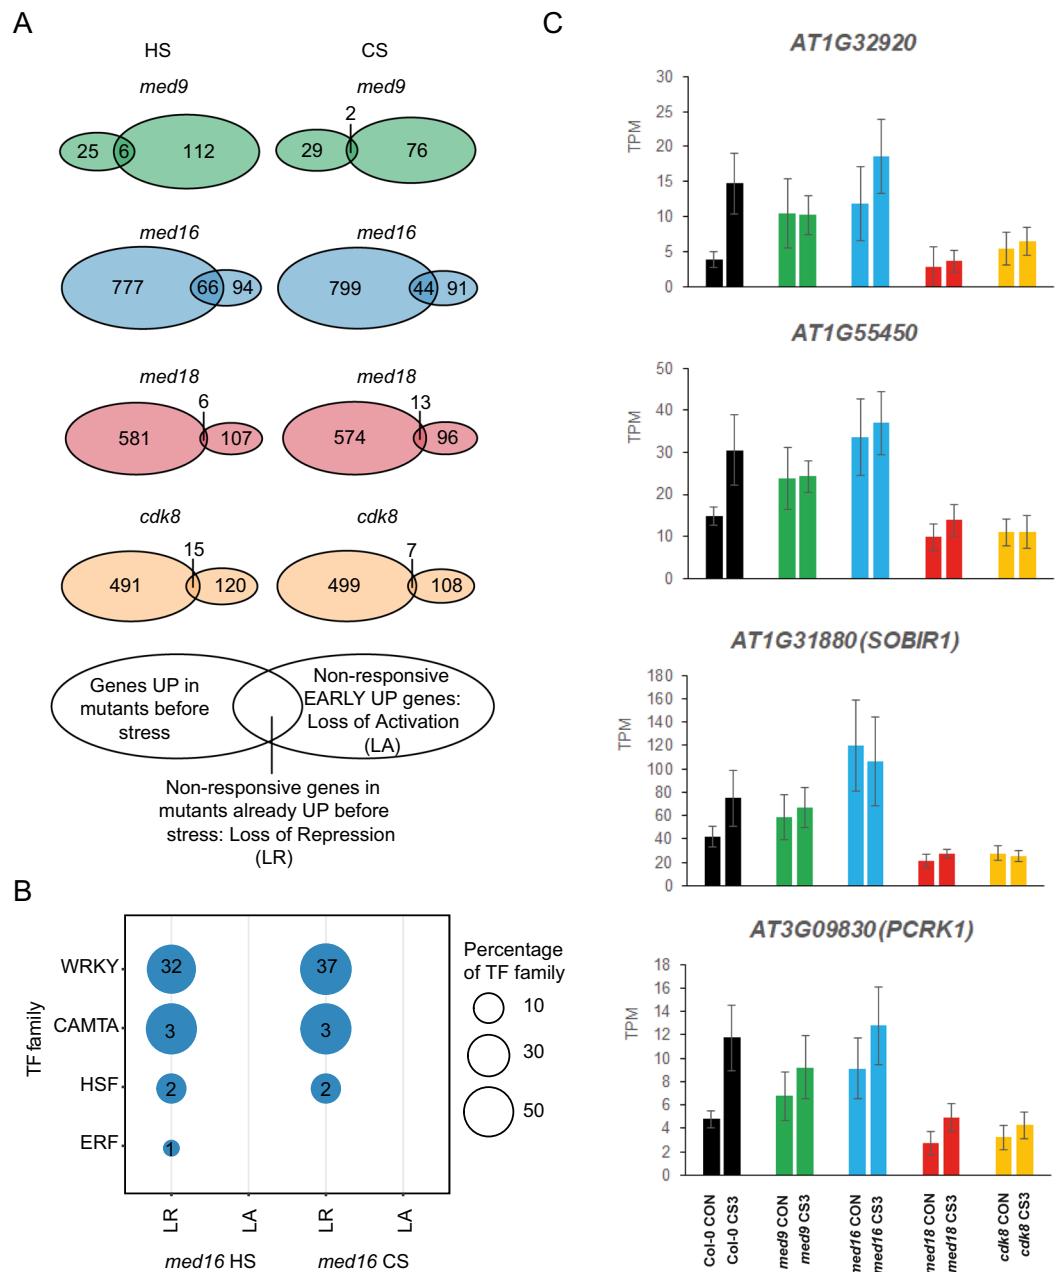 A
HS
CS
med9
med9
2
25
6
112
29
76
med16
med16
777
66
94
799
44
91
med18
med18
6
13
581
107
574
96
cdk8
cdk8
15
7
491
120
499
108
Genes UP in
mutants before
stress
Non-responsive
EARLY UP genes:
Loss of Activation
(LA)
Non-responsive genes in
mutants already UP before
stress: Loss of Repression
(LR)
B
TF family
WRKY
32
37
CAMTA
3
3
HSF
2
2
ERF
1
LR
LA
LR
LA
med16 HS
med16 CS
Percentage
of TF family
10
30
50
C
AT1G32920
TPM
30
25
20
15
10
5
0
AT1G55450
TPM
50
40
30
20
10
0
AT1G31880 (SOBIR1)
TPM
180
160
140
120
100
80
60
40
20
0
AT3G09830 (PCRK1)
TPM
18
16
14
12
10
8
6
4
2
0
Col-0 CON
Col-0 CS3
med9 CON
med9 CS3
med16 CON
med16 CS3
med18 CON
med18 CS3
cdk8 CON
cdk8 CS3